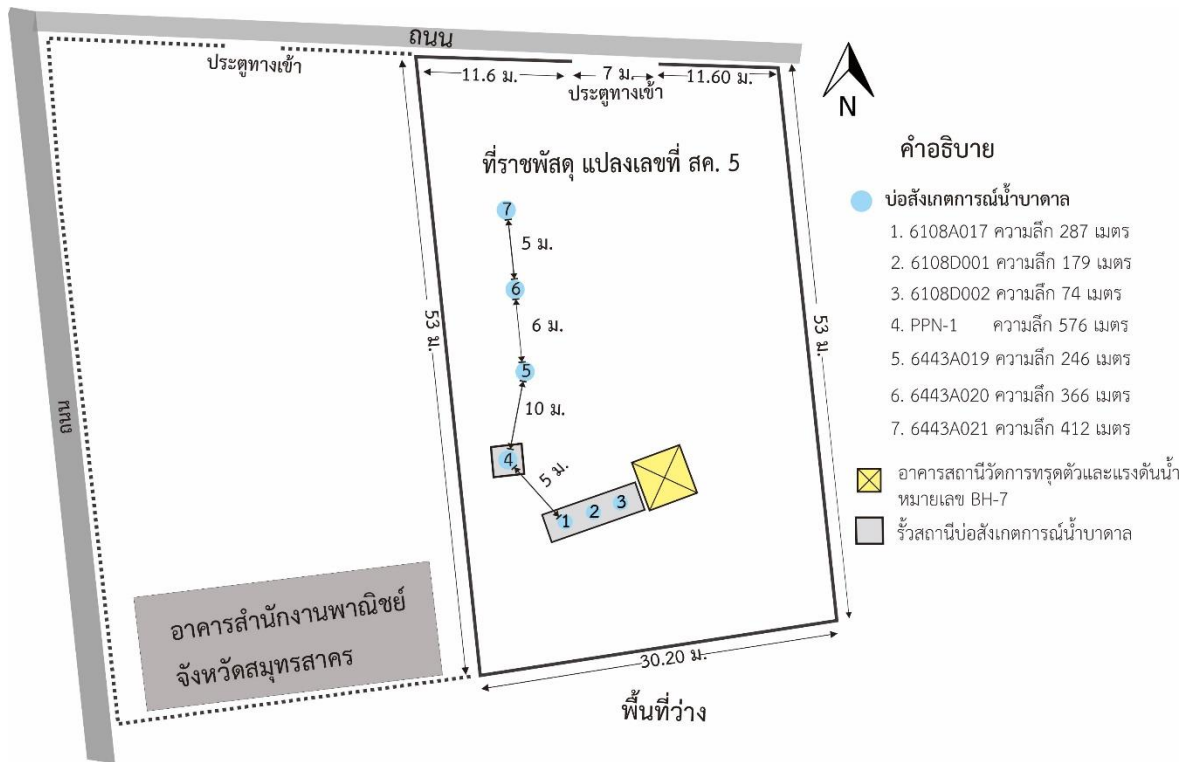 ถนน
ประตูทางเข้า
11.6 ม.
7 ม.
11.60 ม.
ประตูทางเข้า
N
ที่ราชพัสดุ แปลงเลขที่ สค. 5
7
5 ม.
6
6 ม.
5
10 ม.
4
5 ม.
1
2
3
53 ม.
53 ม.
ถนน
อาคารสำนักงานพาณิชย์
จังหวัดสมุทรสาคร
30.20 ม.
พื้นที่ว่าง
คำอธิบาย
บ่อสังเกตการณ์น้ำบาดาล
1. 6108A017 ความลึก 287 เมตร
2. 6108D001 ความลึก 179 เมตร
3. 6108D002 ความลึก 74 เมตร
4. PPN-1 ความลึก 576 เมตร
5. 6443A019 ความลึก 246 เมตร
6. 6443A020 ความลึก 366 เมตร
7. 6443A021 ความลึก 412 เมตร
อาคารสถานีวัดการทรุดตัวและแรงดันน้ำ
หมายเลข BH-7
รั้วสถานีบ่อสังเกตการณ์น้ำบาดาล